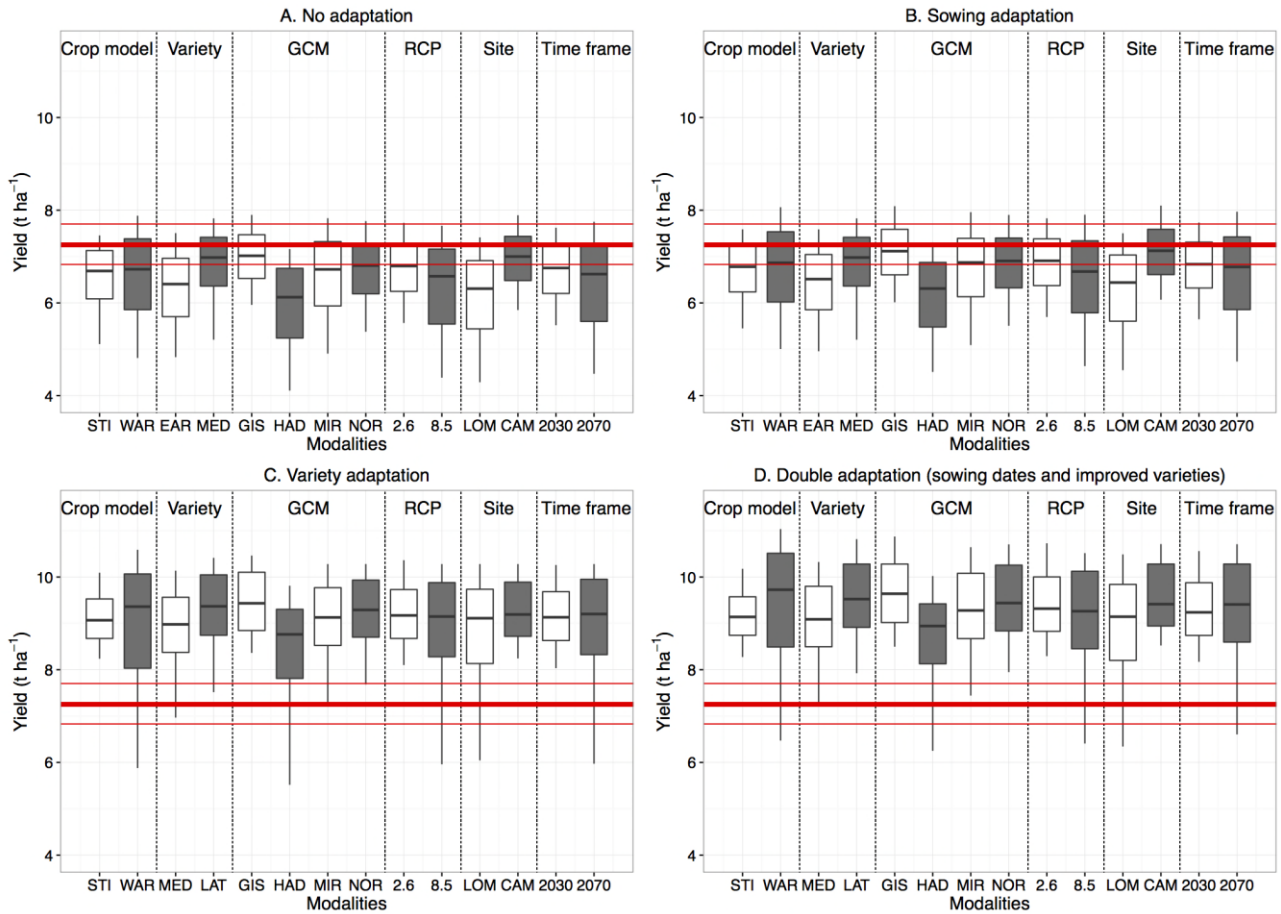 A. No adaptation
Crop model Variety GCM RCP Site Time frame
10
8
6
4
Yield (t ha⁻¹)
STI WAR EAR MED GIS HAD MIR NOR 2.6 8.5 LOM CAM 2030 2070
Modalities
B. Sowing adaptation
Crop model Variety GCM RCP Site Time frame
10
8
6
4
Yield (t ha⁻¹)
STI WAR EAR MED GIS HAD MIR NOR 2.6 8.5 LOM CAM 2030 2070
Modalities
C. Variety adaptation
Crop model Variety GCM RCP Site Time frame
10
8
6
4
Yield (t ha⁻¹)
STI WAR MED LAT GIS HAD MIR NOR 2.6 8.5 LOM CAM 2030 2070
Modalities
D. Double adaptation (sowing dates and improved varieties)
Crop model Variety GCM RCP Site Time frame
10
8
6
4
Yield (t ha⁻¹)
STI WAR MED LAT GIS HAD MIR NOR 2.6 8.5 LOM CAM 2030 2070
Modalities